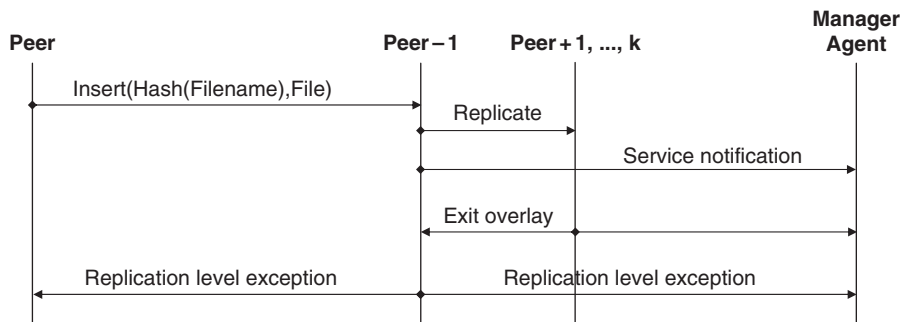 Peer
Peer – 1
Peer + 1, ..., k
Manager
Agent
Insert(Hash(Filename),File)
Replicate
Service notification
Exit overlay
Replication level exception
Replication level exception